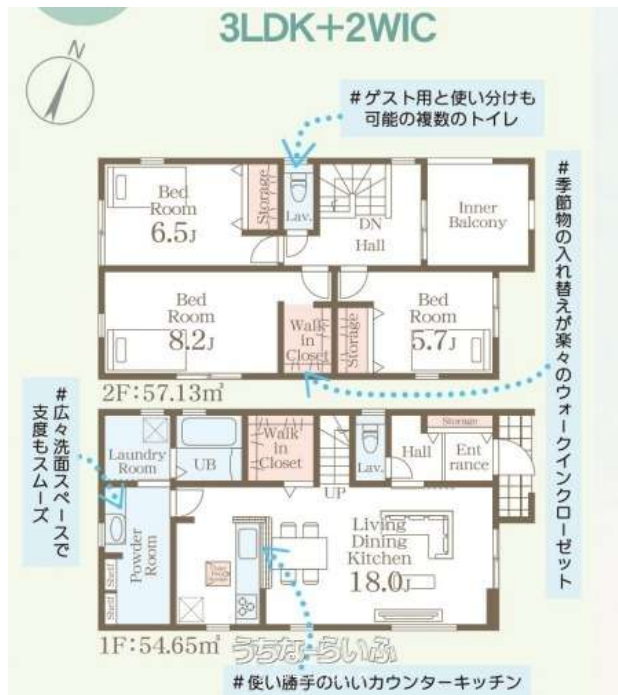 3LDK+2WIC
N
#ゲスト用と使い分けも
可能の複数のトイレ
#季節物の入れ替えが楽々のウォークインクローゼット
Bed
Room
6.5J
Storage
Lav.
DN
Hall
Inner
Balcony
Bed
Room
8.2J
Walk
in
Closet
Storage
Bed
Room
5.7J
2F:57.13㎡
#広々洗面スペースで
支度もスムーズ
Laundry
Room
UB
Walk
in
Closet
UP
Lav.
Hall
Storage
Ent
rance
Powder
Room
Shelf
Shelf
Living
Dining
Kitchen
18.0J
1F:54.65㎡
うちなーらいふ
#使い勝手のいいカウンターキッチン